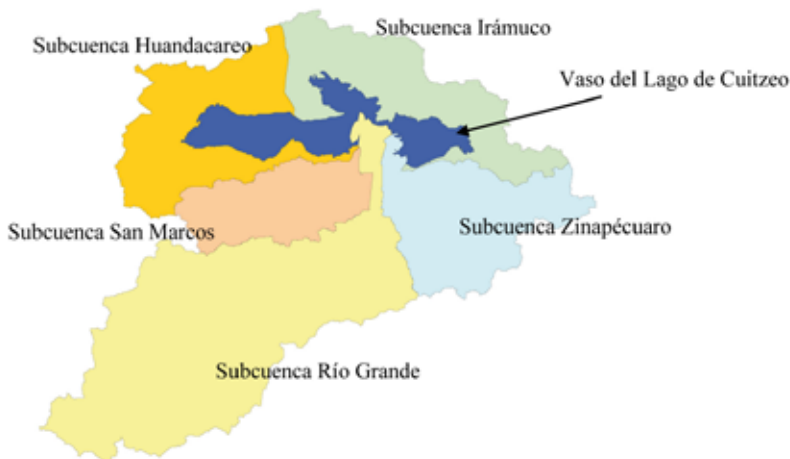 Subcuenca Irámuco
Subcuenca Huandacareo
Vaso del Lago de Cuitzeo
Subcuenca San Marcos
Subcuenca Zinapécuaro
Subcuenca Río Grande